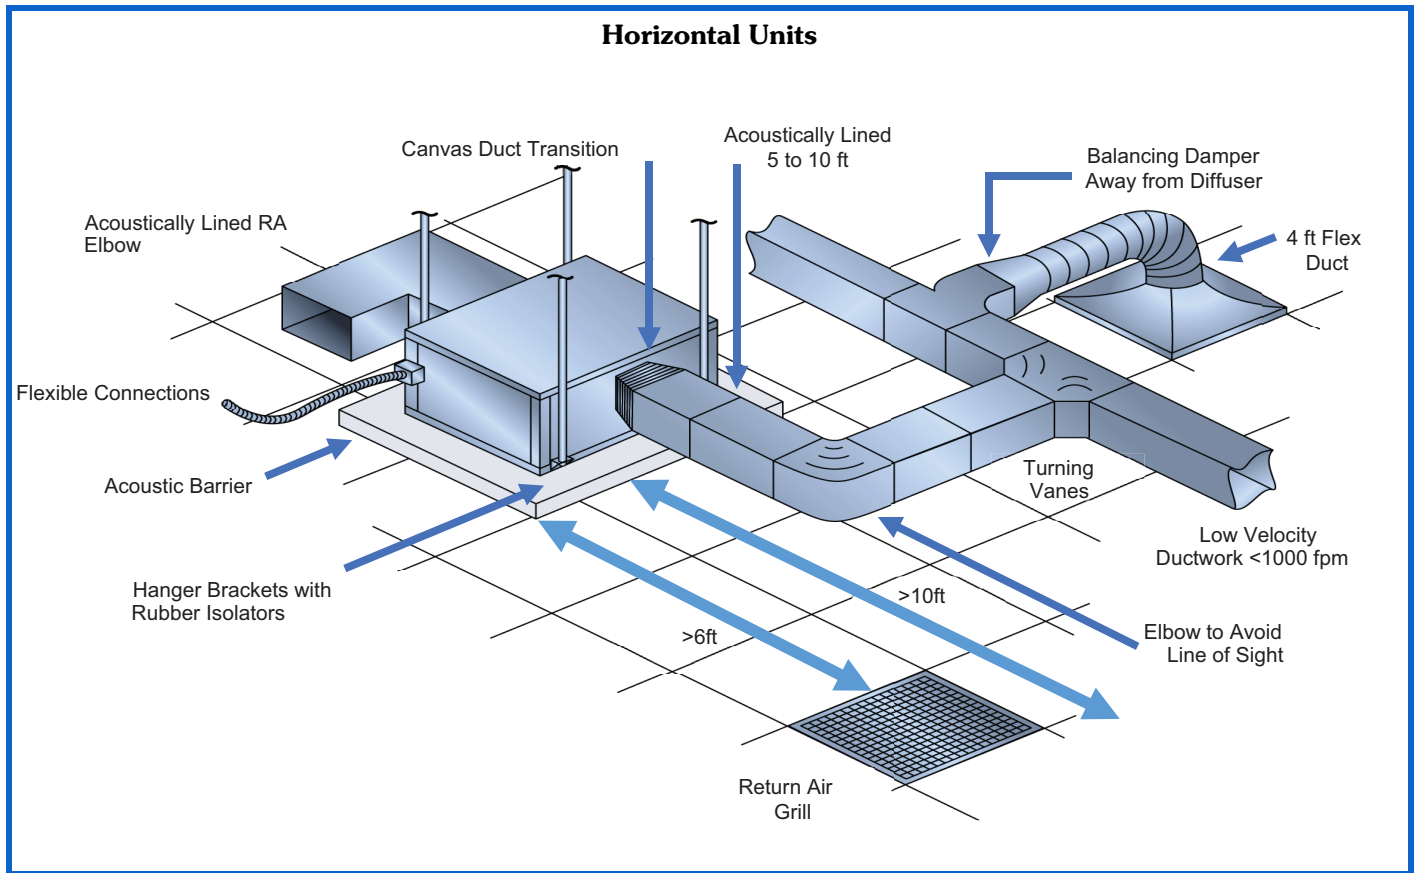 Horizontal Units
Canvas Duct Transition
Acoustically Lined
5 to 10 ft
Balancing Damper
Away from Diffuser
Acoustically Lined RA
Elbow
4 ft Flex
Duct
Flexible Connections
Acoustic Barrier
Turning
Vanes
Low Velocity
Ductwork <1000 fpm
Hanger Brackets with
Rubber Isolators
>10ft
>6ft
Elbow to Avoid
Line of Sight
Return Air
Grill